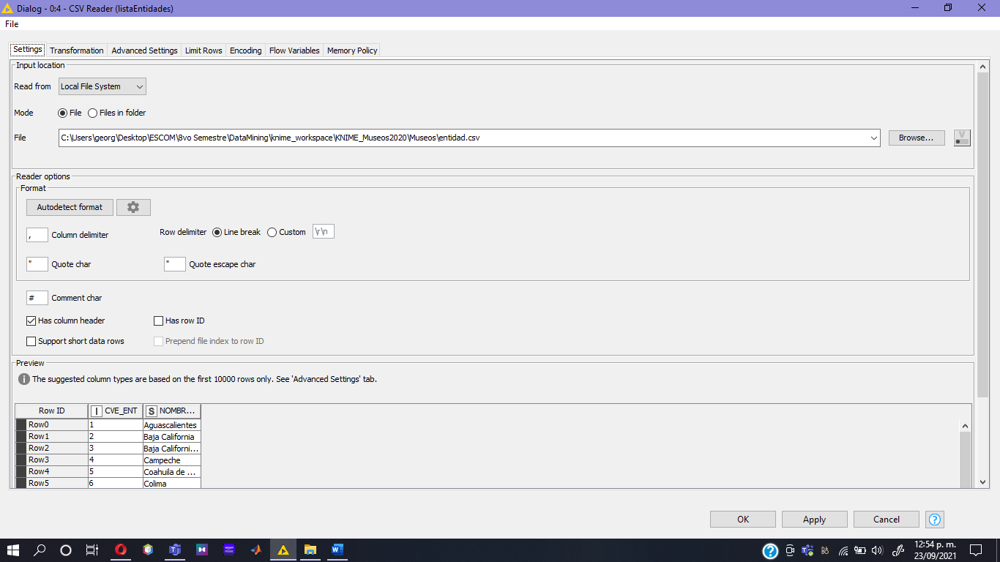 Dialog - 0:4 - CSV Reader (listaEntidades)
File
Settings Transformation Advanced Settings Limit Rows Encoding Flow Variables Memory Policy
Input location
Read from Local File System
Mode File Files in folder
File C:\Users\georg\Desktop\ESCOM\8vo Semestre\DataMining\knime_workspace\KNIME_Museos2020\Museos\entidad.csv Browse...
Reader options
Format
Autodetect format
, Column delimiter Row delimiter Line break Custom \r\n
" Quote char " Quote escape char
# Comment char
Has column header Has row ID
Support short data rows Prepend file index to row ID
Preview
The suggested column types are based on the first 10000 rows only. See 'Advanced Settings' tab.
Row ID I CVE_ENT S NOMBR...
Row0 1 Aguascalientes
Row1 2 Baja California
Row2 3 Baja Californi...
Row3 4 Campeche
Row4 5 Coahuila de ...
Row5 6 Colima
OK Apply Cancel ?
12:54 p. m.
23/09/2021